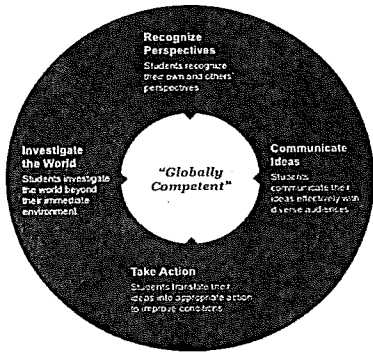 Recognize
Perspectives
Students recognize
their own and others'
perspectives
Investigate
the World
Students investigate
the world beyond
their immediate
environment
"Globally
Competent"
Communicate
Ideas
Students
communicate their
ideas effectively with
diverse audiences
Take Action
Students translate their
ideas into appropriate action
to improve conditions